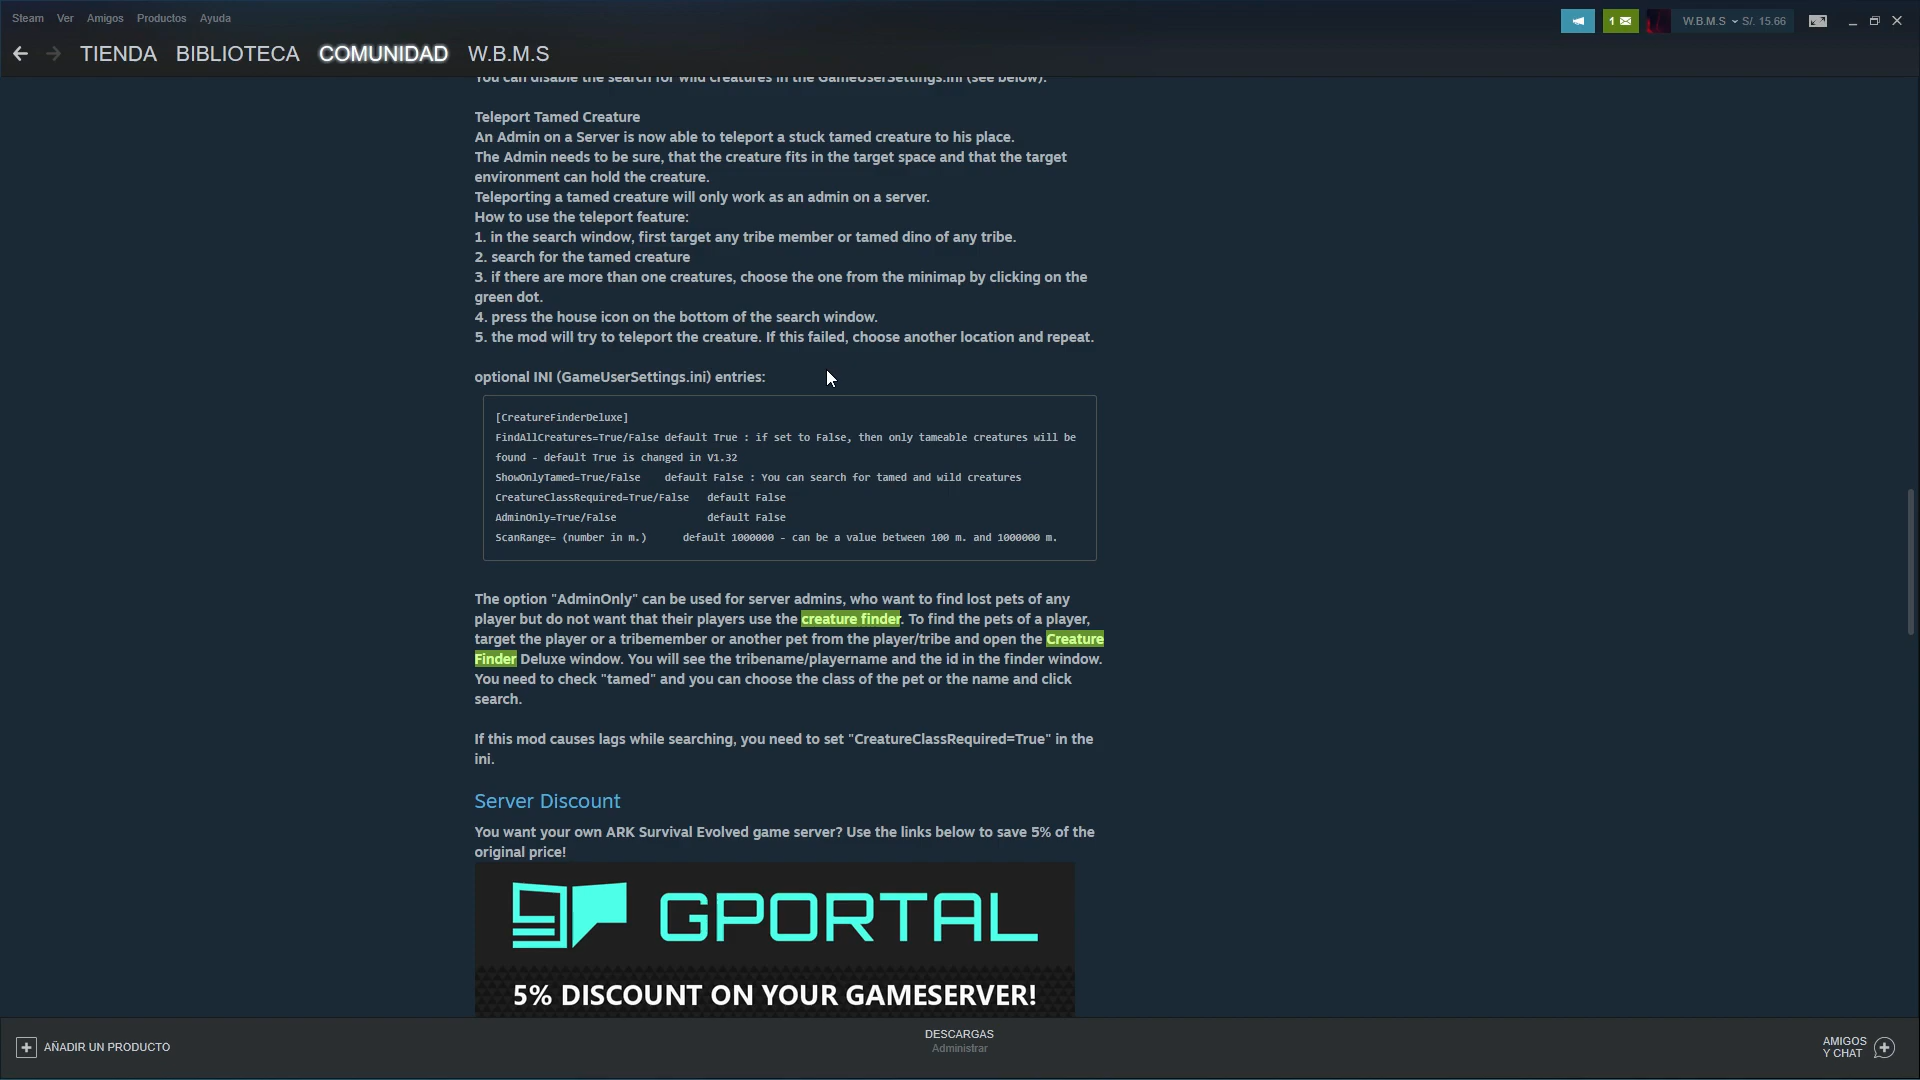 Steam Ver Amigos Productos Ayuda
1
W.B.M.S S/. 15.66
TIENDA BIBLIOTECA COMUNIDAD W.B.M.S
You can disable the search for wild creatures in the GameUserSettings.ini (see below).
Teleport Tamed Creature
An Admin on a Server is now able to teleport a stuck tamed creature to his place.
The Admin needs to be sure, that the creature fits in the target space and that the target
environment can hold the creature.
Teleporting a tamed creature will only work as an admin on a server.
How to use the teleport feature:
1. in the search window, first target any tribe member or tamed dino of any tribe.
2. search for the tamed creature
3. if there are more than one creatures, choose the one from the minimap by clicking on the
green dot.
4. press the house icon on the bottom of the search window.
5. the mod will try to teleport the creature. If this failed, choose another location and repeat.
optional INI (GameUserSettings.ini) entries:
[CreatureFinderDeluxe]
FindAllCreatures=True/False default True : if set to False, then only tameable creatures will be
found - default True is changed in V1.32
ShowOnlyTamed=True/False default False : You can search for tamed and wild creatures
CreatureClassRequired=True/False default False
AdminOnly=True/False default False
ScanRange= (number in m.) default 1000000 - can be a value between 100 m. and 1000000 m.
The option "AdminOnly" can be used for server admins, who want to find lost pets of any
player but do not want that their players use the creature finder. To find the pets of a player,
target the player or a tribemember or another pet from the player/tribe and open the Creature
Finder Deluxe window. You will see the tribename/playername and the id in the finder window.
You need to check "tamed" and you can choose the class of the pet or the name and click
search.
If this mod causes lags while searching, you need to set "CreatureClassRequired=True" in the
ini.
Server Discount
You want your own ARK Survival Evolved game server? Use the links below to save 5% of the
original price!
GPORTAL
5% DISCOUNT ON YOUR GAMESERVER!
AÑADIR UN PRODUCTO
DESCARGAS
Administrar
AMIGOS
Y CHAT